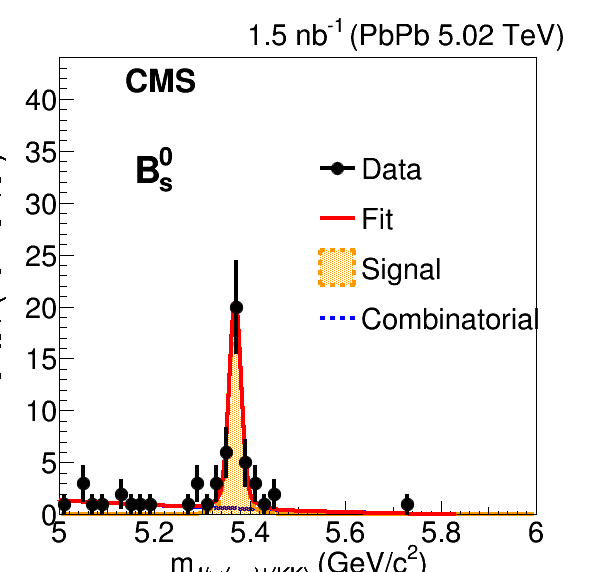 1.5 nb⁻¹ (PbPb 5.02 TeV)
CMS
B⁰ₛ
Data
Fit
Signal
Combinatorial
40
35
30
25
20
15
10
5
0
5 5.2 5.4 5.6 5.8 6
m (GeV/c²)